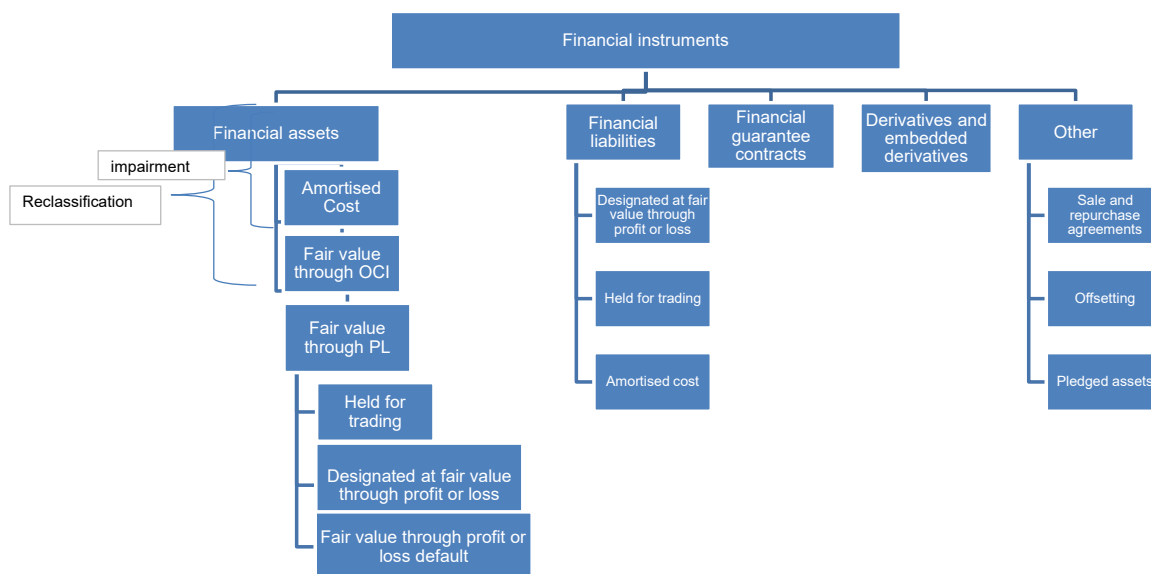 Financial instruments
Financial assets
Financial
liabilities
Financial
guarantee
contracts
Derivatives and
embedded
derivatives
Other
impairment
Reclassification
Amortised
Cost
Fair value
through OCI
Fair value
through PL
Held for
trading
Designated at fair value
through profit or loss
Fair value through profit or
loss default
Designated at fair
value through
profit or loss
Held for trading
Amortised cost
Sale and
repurchase
agreements
Offsetting
Pledged assets